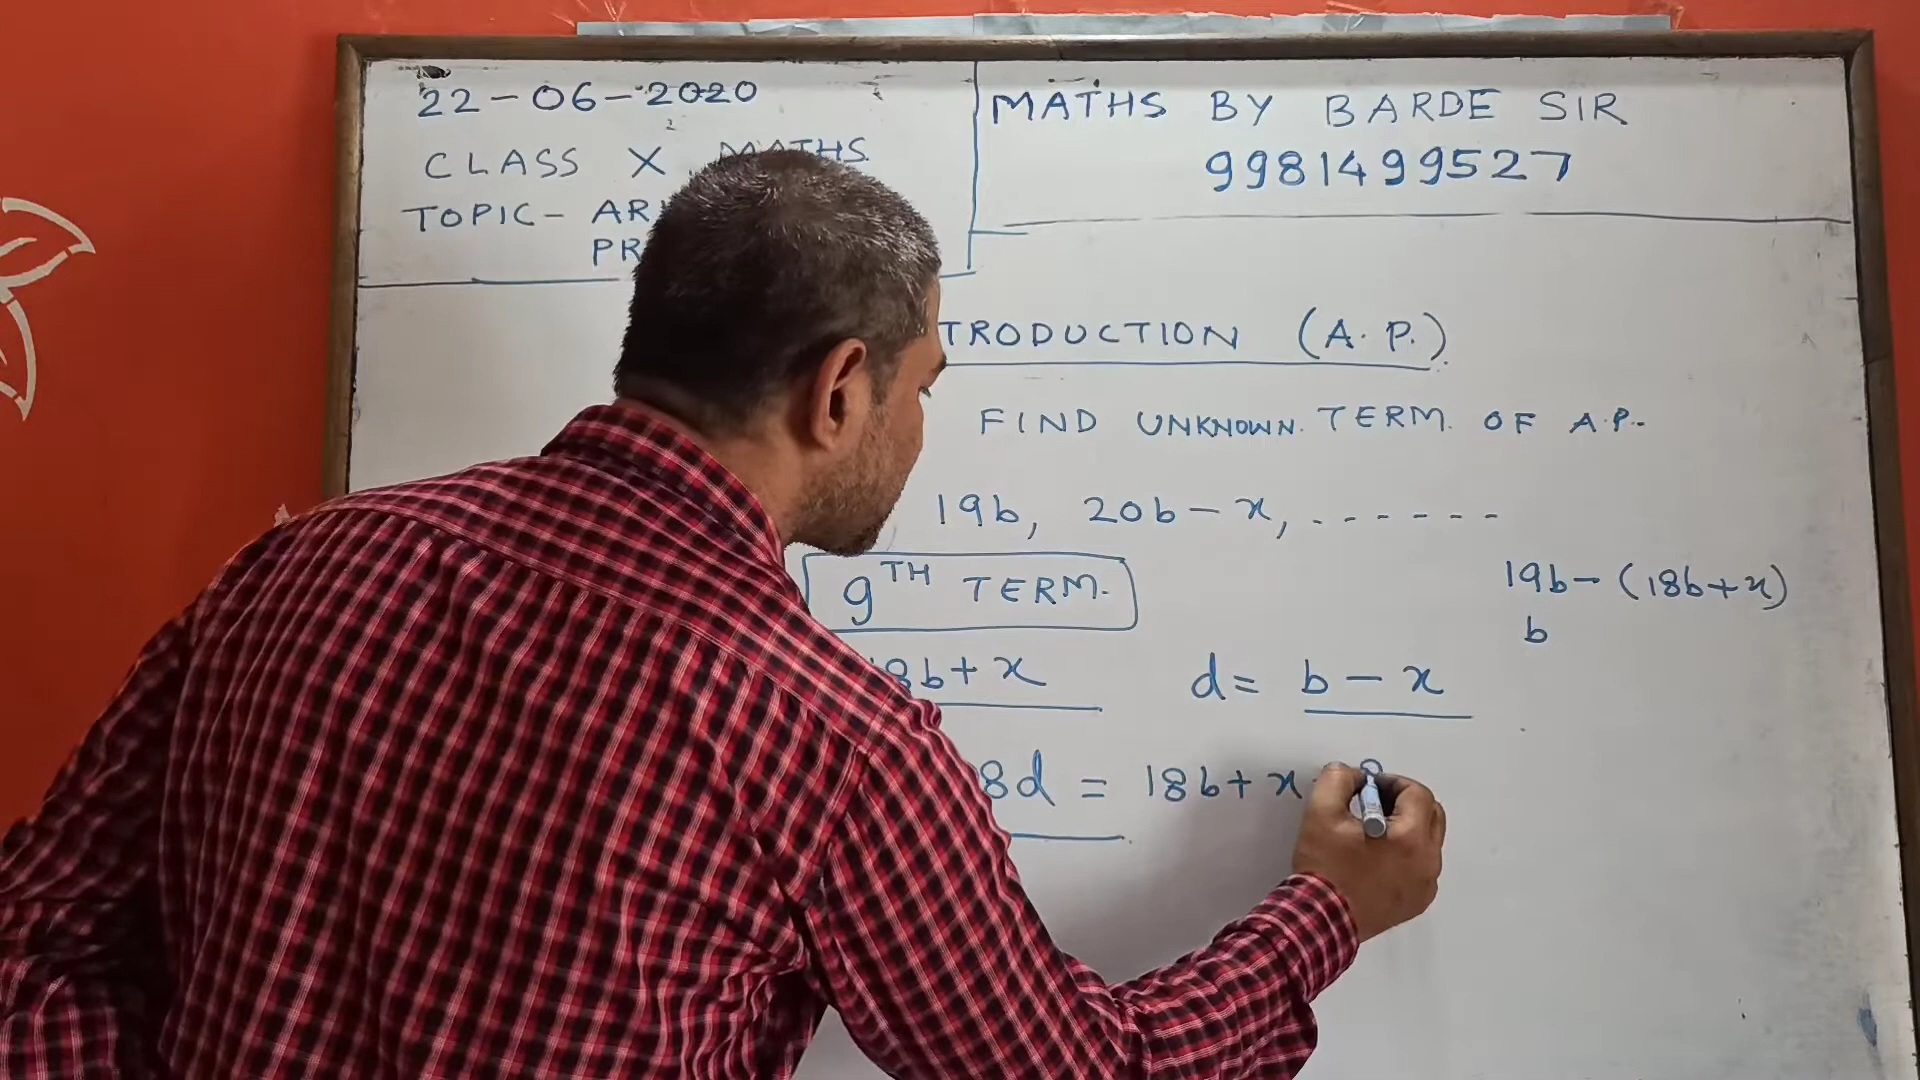 22-06-2020
CLASS X MATHS
TOPIC- AR
PR
MATHS BY BARDE SIR
9981499527
TRODUCTION (A.P.)
FIND UNKNOWN. TERM. OF A.P.
19b, 20b-x, . - - - - - -
9TH TERM.
19b-(18b+x)
b
8b+x d= b-x
8d = 18b+x